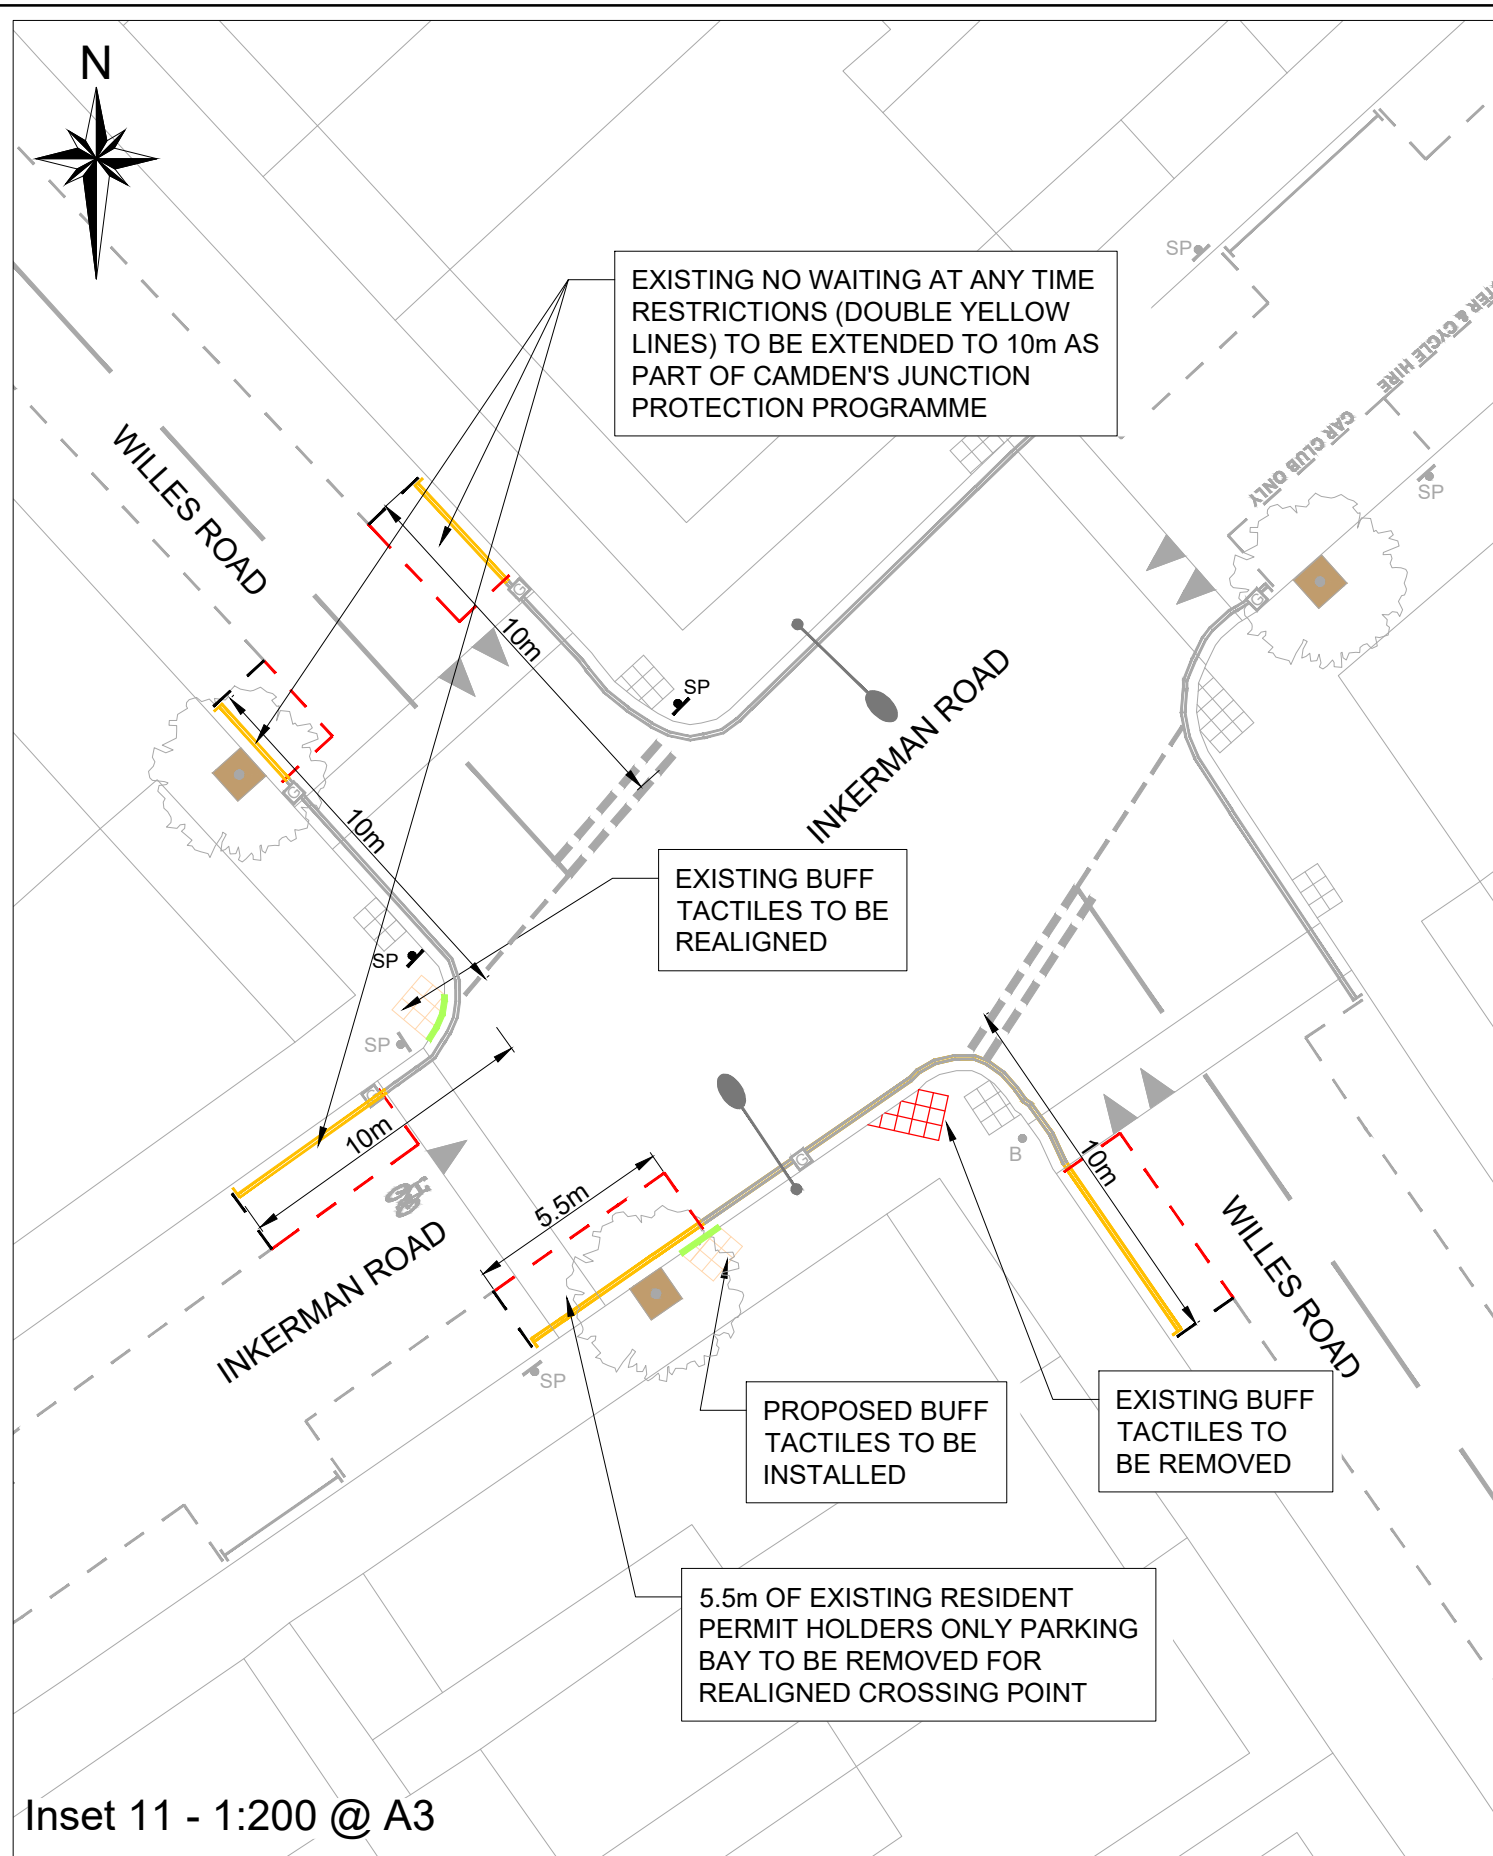 N
EXISTING NO WAITING AT ANY TIME
RESTRICTIONS (DOUBLE YELLOW
LINES) TO BE EXTENDED TO 10m AS
PART OF CAMDEN'S JUNCTION
PROTECTION PROGRAMME
SP
& CYCLE HIRE
CAR CLUB ONLY
SP
WILLES ROAD
G
10m
SP
G
INKERMAN ROAD
G
10m
EXISTING BUFF
TACTILES TO BE
REALIGNED
SP
SP
G
10m
INKERMAN ROAD
5.5m
G
B
10m
WILLES ROAD
SP
PROPOSED BUFF
TACTILES TO BE
INSTALLED
EXISTING BUFF
TACTILES TO
BE REMOVED
5.5m OF EXISTING RESIDENT
PERMIT HOLDERS ONLY PARKING
BAY TO BE REMOVED FOR
REALIGNED CROSSING POINT
Inset 11 - 1:200 @ A3